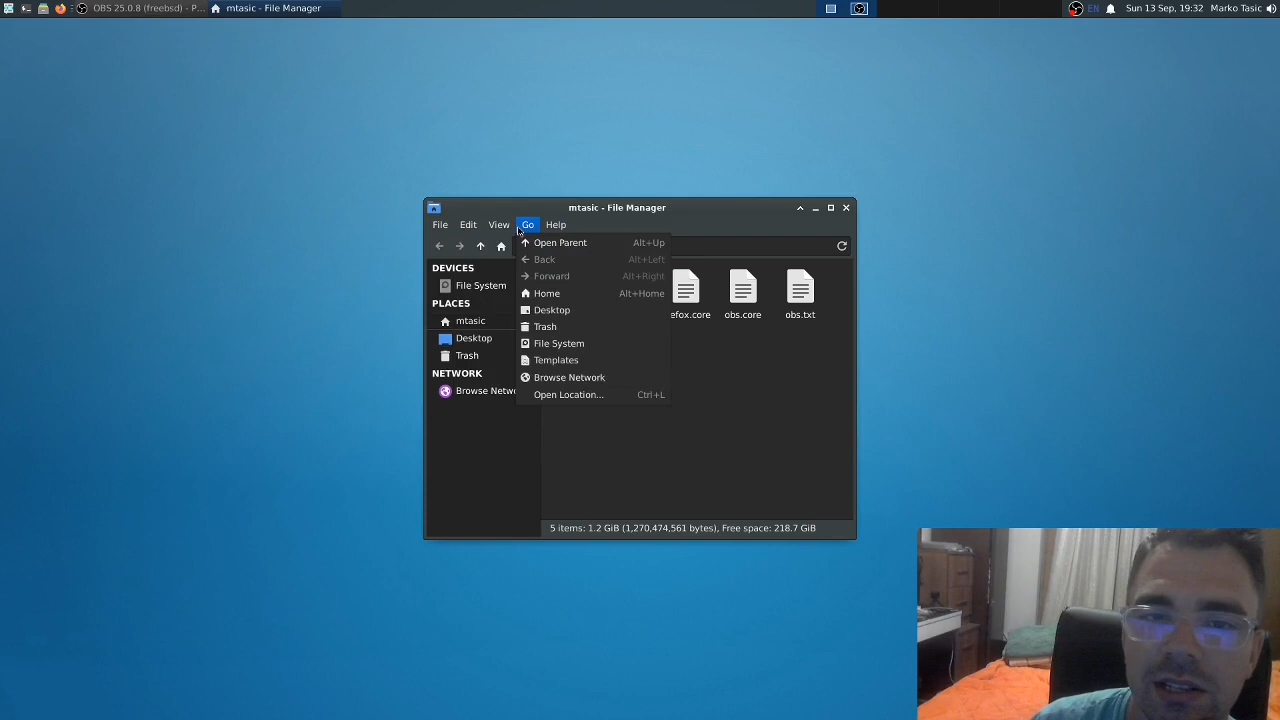 OBS 25.0.8 (freebsd) - P...
mtasic - File Manager
EN
Sun 13 Sep, 19:32
Marko Tasic
mtasic - File Manager
File
Edit
View
Go
Help
Open Parent Alt+Up
Back Alt+Left
Forward Alt+Right
Home Alt+Home
Desktop
Trash
File System
Templates
Browse Network
Open Location... Ctrl+L
DEVICES
File System
PLACES
mtasic
Desktop
Trash
NETWORK
Browse Netw
efox.core
obs.core
obs.txt
5 items: 1.2 GiB (1,270,474,561 bytes), Free space: 218.7 GiB